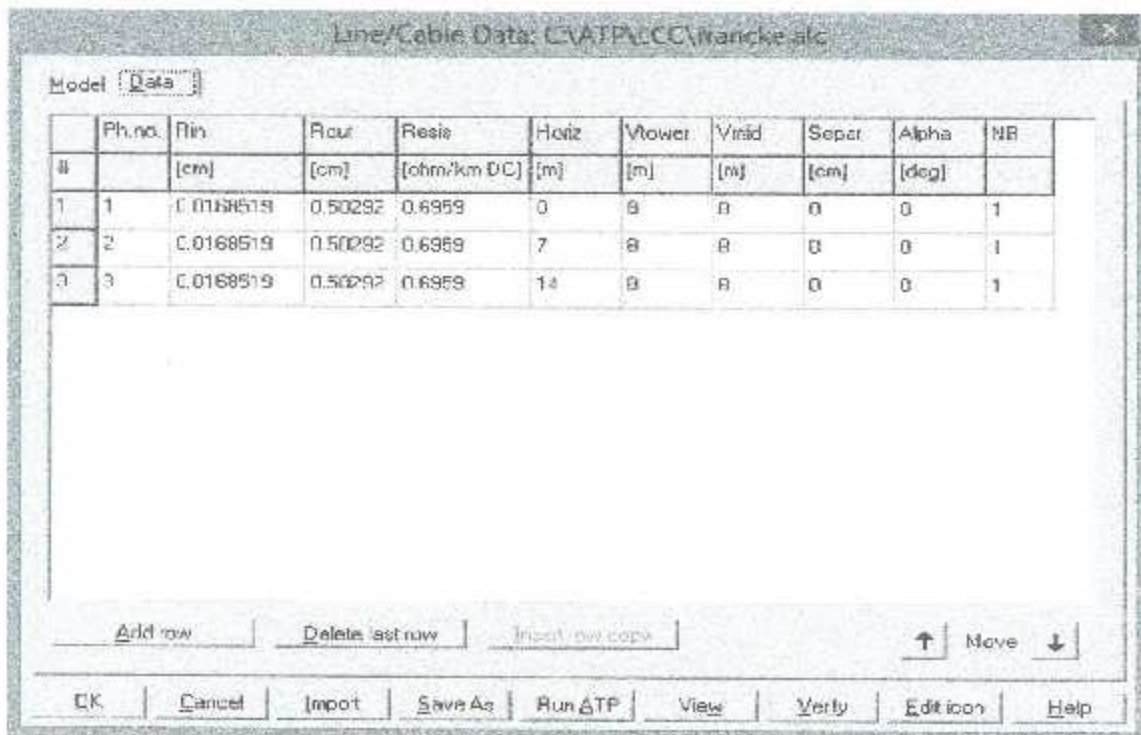 Line/Cable Data: C:\ATP\LCC\
Model Data
Ph.no. Rin Rout Resis Horiz Vtower Vmid Separ Alpha NB
# [cm] [cm] [ohm/km DC] [m] [m] [m] [cm] [deg]
1 1 0.0168519 0.50292 0.6959 0 8 8 0 0 1
2 2 0.0168519 0.50292 0.6959 7 8 8 0 0 1
3 3 0.0168519 0.50292 0.6959 14 8 8 0 0 1
Add row Delete last row Insert row copy Move
OK Cancel Import Save As Run ATP View Verify Edit icon Help